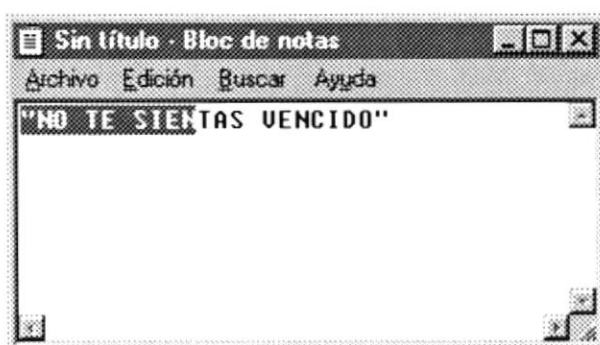 Sin título - Bloc de notas
Archivo Edición Buscar Ayuda
"NO TE SIENTAS VENCIDO"